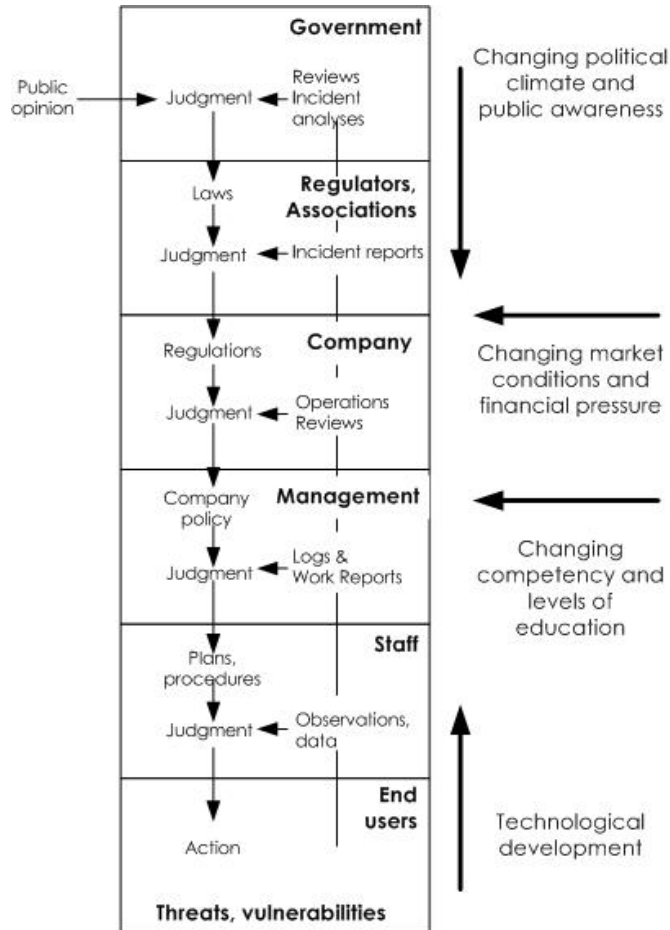 Government
Public
opinion
Judgment
Reviews
Incident
analyses
Changing political
climate and
public awareness
Laws
Regulators,
Associations
Judgment
Incident reports
Regulations
Company
Judgment
Operations
Reviews
Changing market
conditions and
financial pressure
Company
policy
Management
Judgment
Logs &
Work Reports
Changing
competency and
levels of
education
Staff
Plans,
procedures
Judgment
Observations,
data
End
users
Action
Technological
development
Threats, vulnerabilities